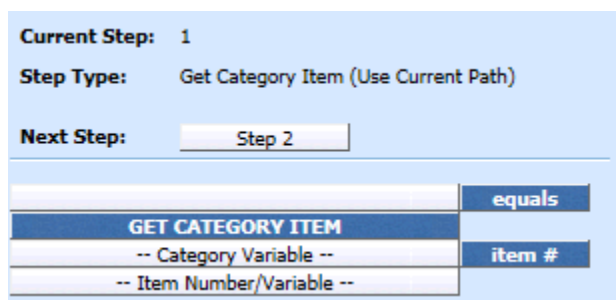 Current Step: 1
Step Type: Get Category Item (Use Current Path)
Next Step: Step 2
equals
GET CATEGORY ITEM
-- Category Variable -- item #
-- Item Number/Variable --